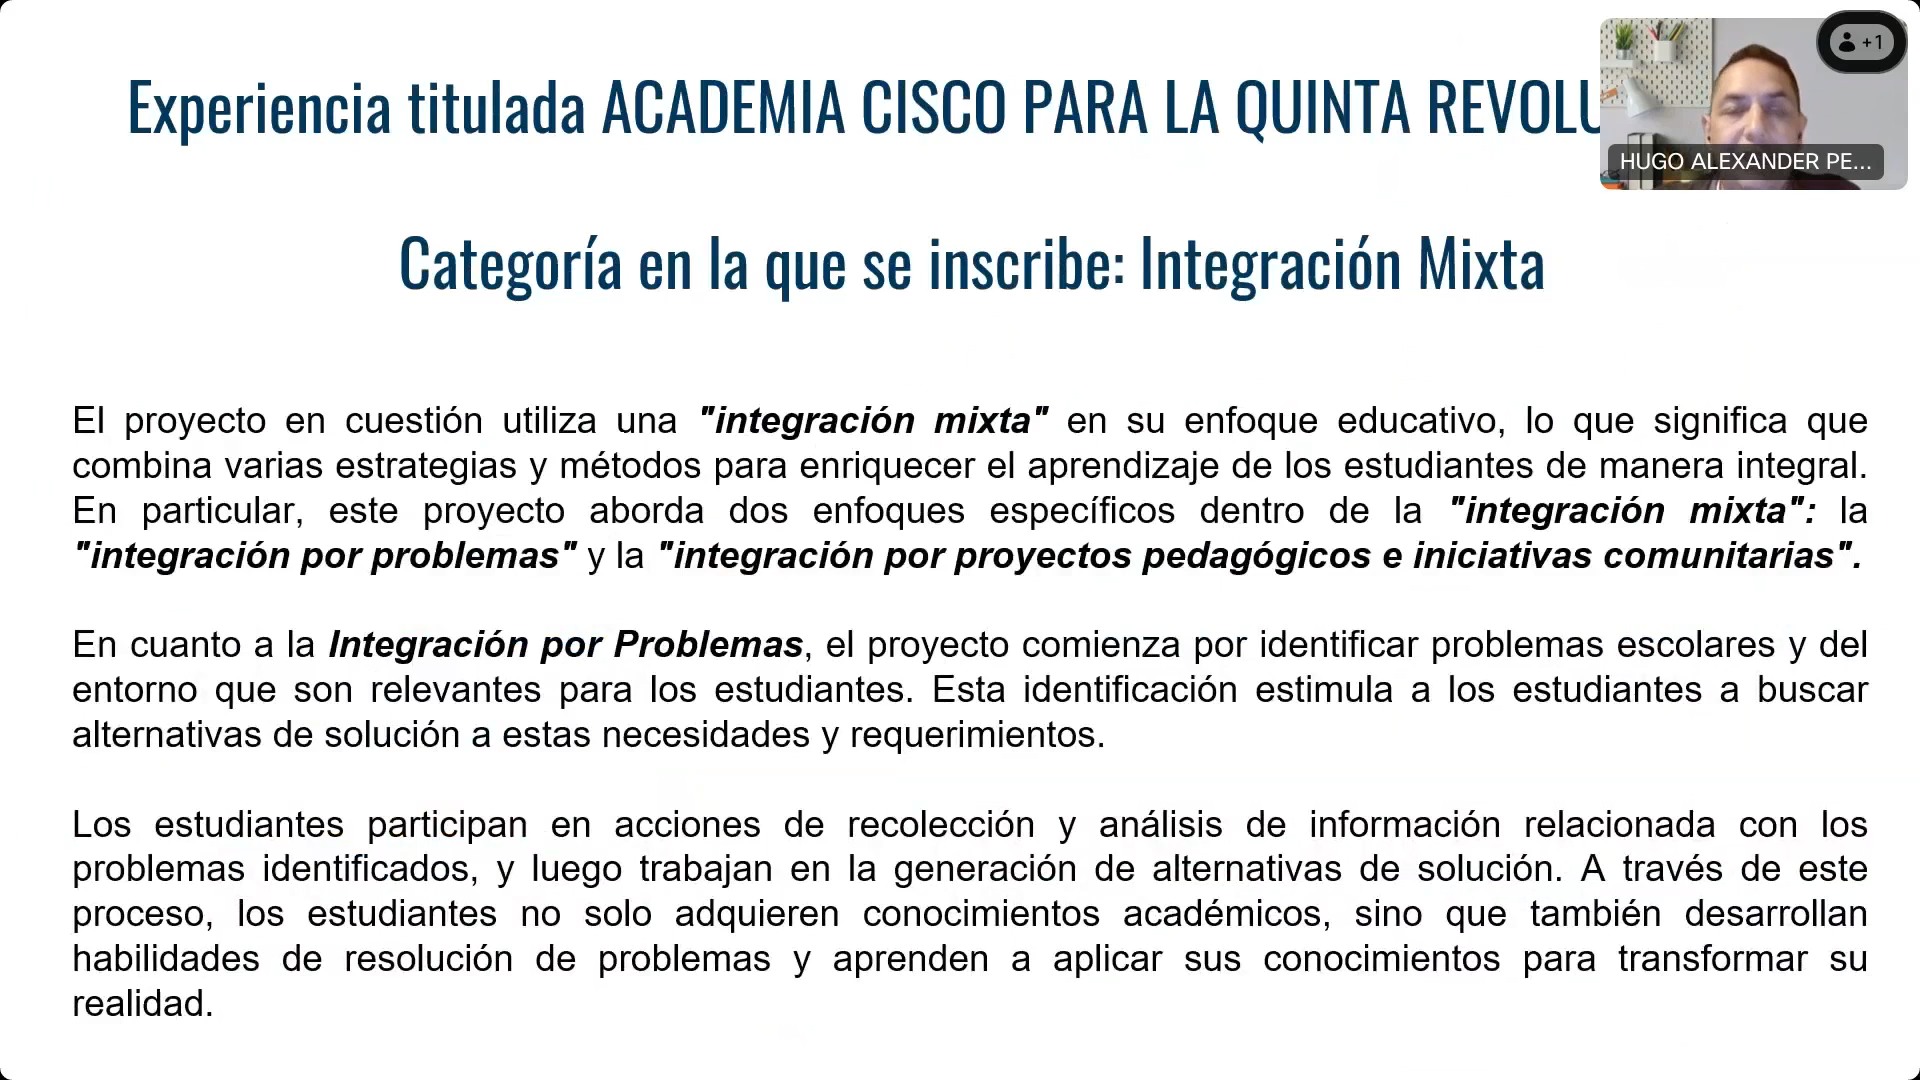 Experiencia titulada ACADEMIA CISCO PARA LA QUINTA REVOLU
+1
HUGO ALEXANDER PE...
Categoría en la que se inscribe: Integración Mixta
El proyecto en cuestión utiliza una "integración mixta" en su enfoque educativo, lo que significa que
combina varias estrategias y métodos para enriquecer el aprendizaje de los estudiantes de manera integral.
En particular, este proyecto aborda dos enfoques específicos dentro de la "integración mixta": la
"integración por problemas" y la "integración por proyectos pedagógicos e iniciativas comunitarias".
En cuanto a la Integración por Problemas, el proyecto comienza por identificar problemas escolares y del
entorno que son relevantes para los estudiantes. Esta identificación estimula a los estudiantes a buscar
alternativas de solución a estas necesidades y requerimientos.
Los estudiantes participan en acciones de recolección y análisis de información relacionada con los
problemas identificados, y luego trabajan en la generación de alternativas de solución. A través de este
proceso, los estudiantes no solo adquieren conocimientos académicos, sino que también desarrollan
habilidades de resolución de problemas y aprenden a aplicar sus conocimientos para transformar su
realidad.